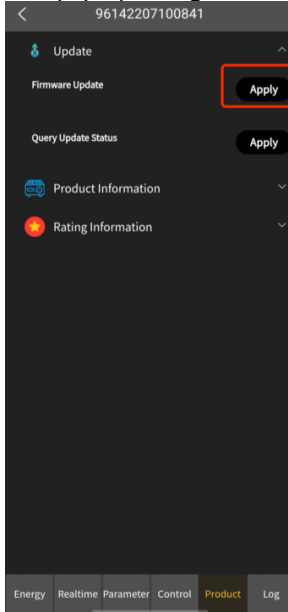 96142207100841
Update
Firmware Update
Apply
Query Update Status
Apply
Product Information
Rating Information
Energy Realtime Parameter Control Product Log